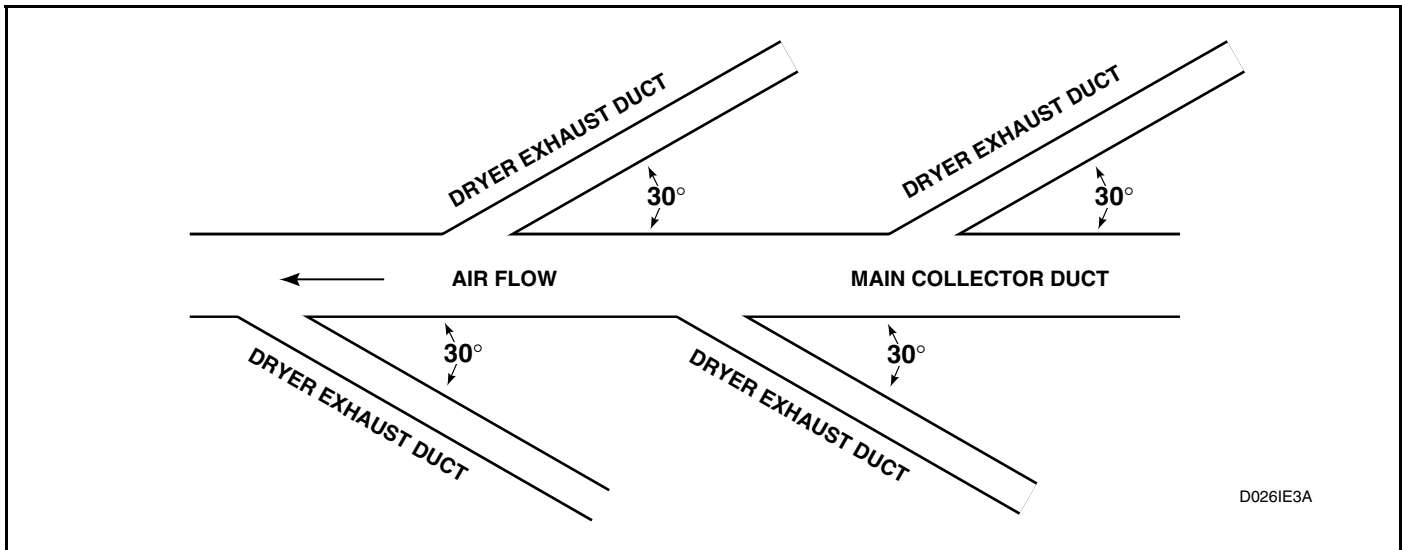 DRYER EXHAUST DUCT
DRYER EXHAUST DUCT
30°
30°
AIR FLOW
MAIN COLLECTOR DUCT
30°
30°
DRYER EXHAUST DUCT
DRYER EXHAUST DUCT
D026IE3A